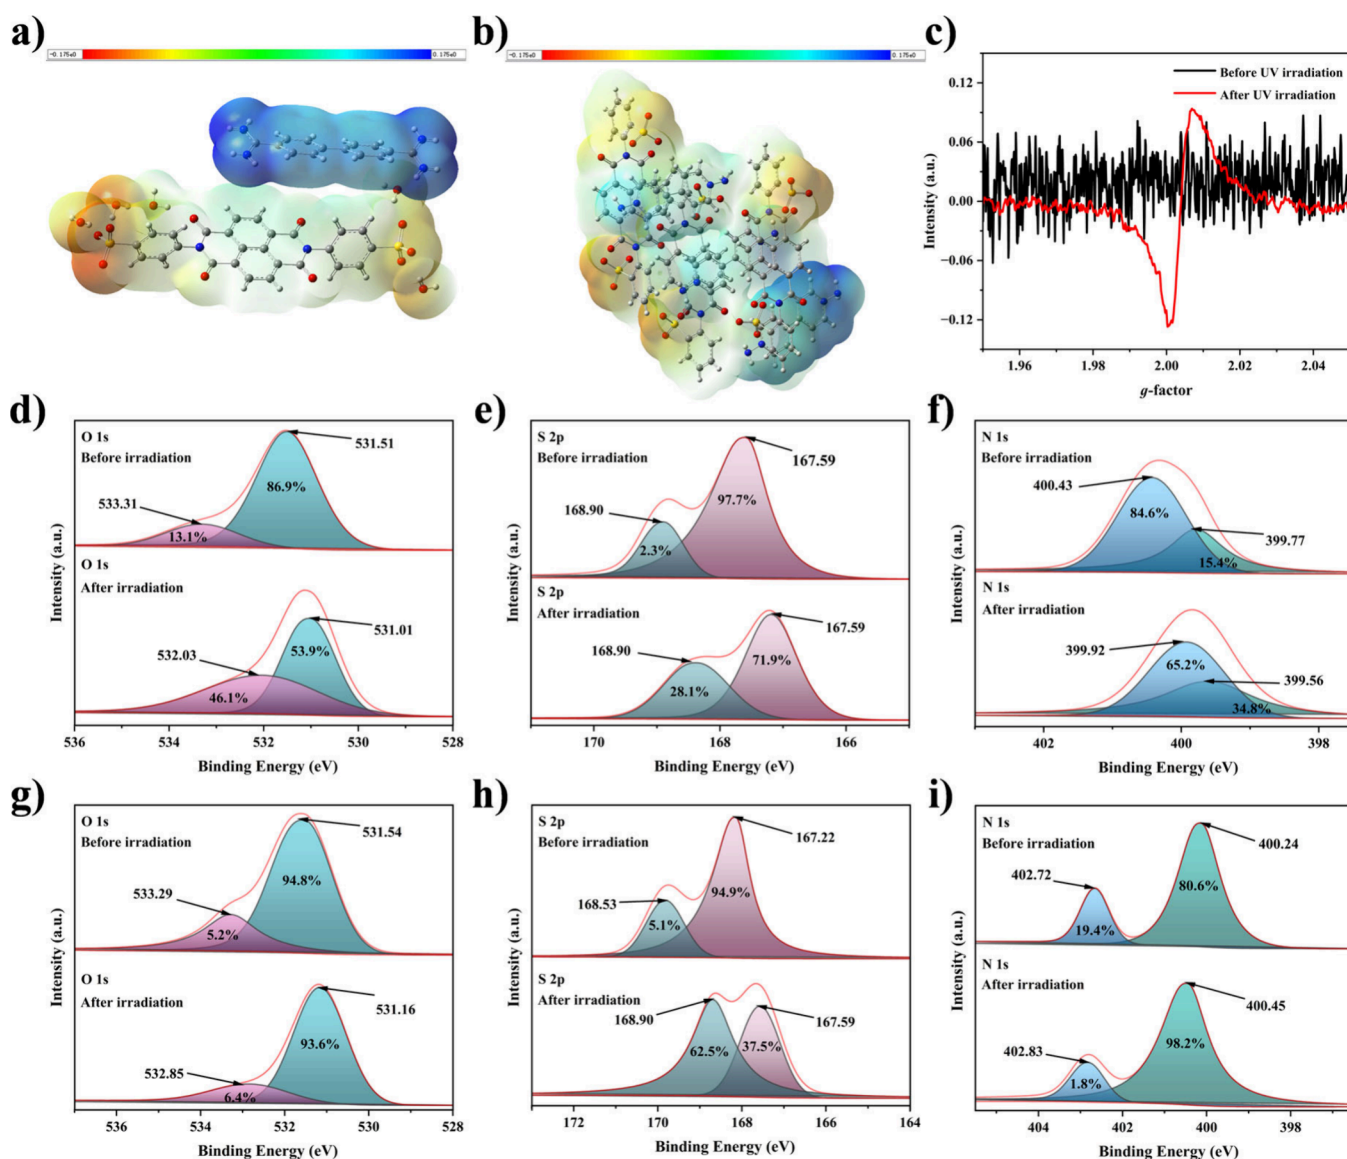 a)
b)
c)
-0.175e0
0.175e0
-0.175e0
0.175e0
Before UV irradiation
After UV irradiation
0.12
0.06
0.00
−0.06
−0.12
Intensity (a.u.)
1.96
1.98
2.00
2.02
2.04
g-factor
d)
O 1s
Before irradiation
531.51
86.9%
533.31
13.1%
O 1s
After irradiation
531.01
53.9%
532.03
46.1%
Intensity (a.u.)
536
534
532
530
528
Binding Energy (eV)
e)
S 2p
Before irradiation
167.59
97.7%
168.90
2.3%
S 2p
After irradiation
167.59
71.9%
168.90
28.1%
Intensity (a.u.)
170
168
166
Binding Energy (eV)
f)
N 1s
Before irradiation
400.43
84.6%
399.77
15.4%
N 1s
After irradiation
399.92
65.2%
399.56
34.8%
Intensity (a.u.)
402
400
398
Binding Energy (eV)
g)
O 1s
Before irradiation
531.54
94.8%
533.29
5.2%
O 1s
After irradiation
531.16
93.6%
532.85
6.4%
Intensity (a.u.)
536
534
532
530
528
Binding Energy (eV)
h)
S 2p
Before irradiation
167.22
94.9%
168.53
5.1%
S 2p
After irradiation
168.90
62.5%
167.59
37.5%
Intensity (a.u.)
172
170
168
166
164
Binding Energy (eV)
i)
N 1s
Before irradiation
400.24
402.72
80.6%
19.4%
N 1s
After irradiation
400.45
402.83
98.2%
1.8%
Intensity (a.u.)
404
402
400
Binding Energy (eV)